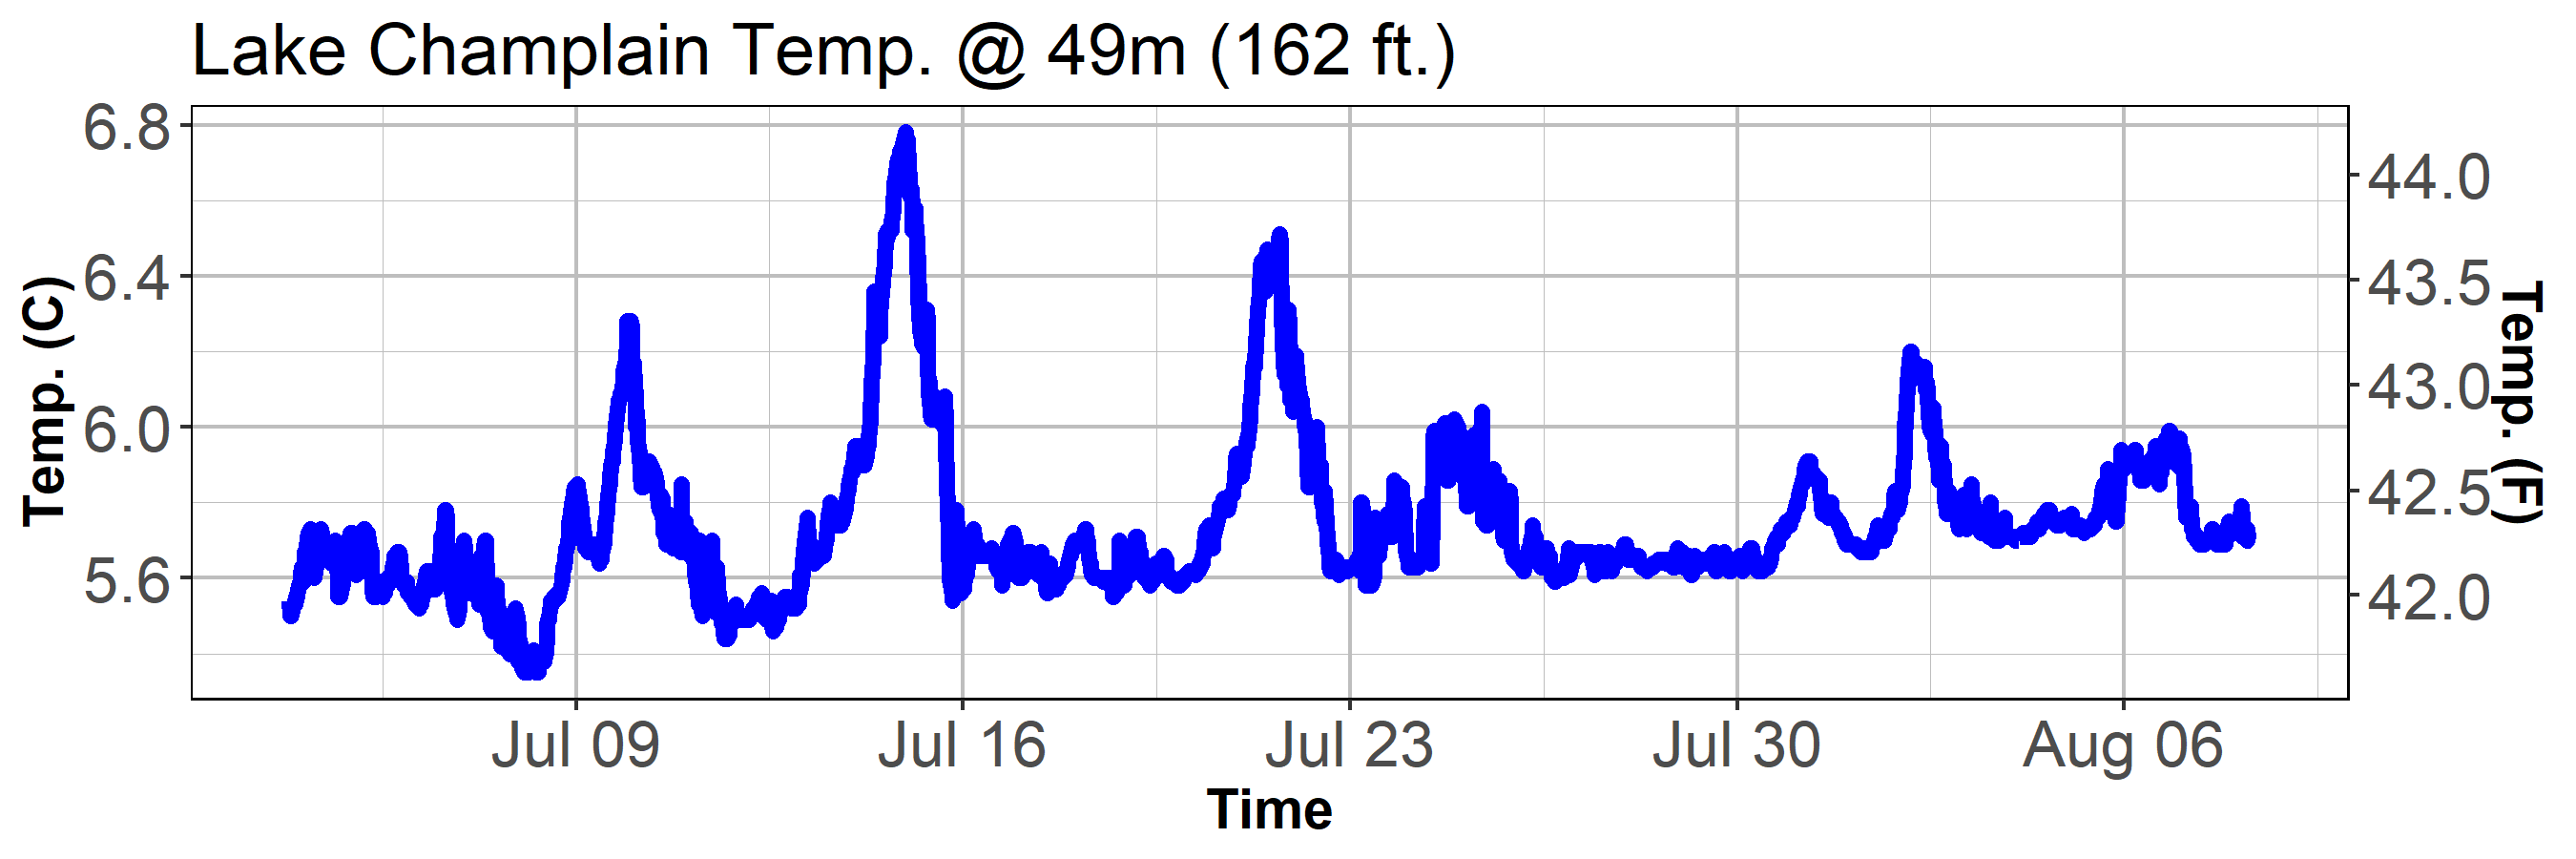 Lake Champlain Temp. @ 49m (162 ft.)
6.8
6.4
6.0
5.6
Temp. (C)
44.0
43.5
43.0
42.5
42.0
Temp. (F)
Jul 09 Jul 16 Jul 23 Jul 30 Aug 06
Time